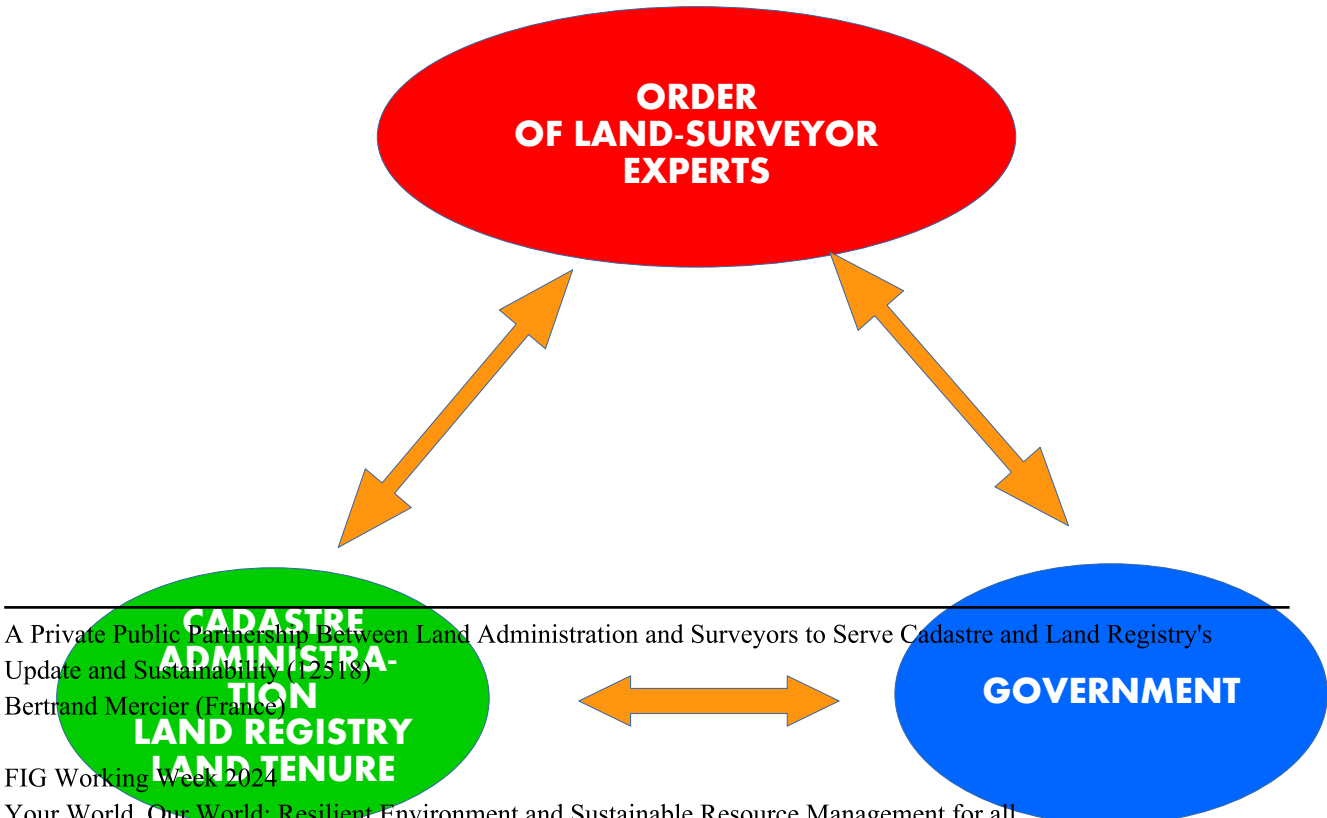 ORDER
OF LAND-SURVEYOR
EXPERTS
CADASTRE
ADMINISTRA-
TION
LAND REGISTRY
LAND TENURE
GOVERNMENT
A Private Public Partnership Between Land Administration and Surveyors to Serve Cadastre and Land Registry's
Update and Sustainability (12518)
Bertrand Mercier (France)
FIG Working Week 2024
Your World, Our World: Resilient Environment and Sustainable Resource Management for all